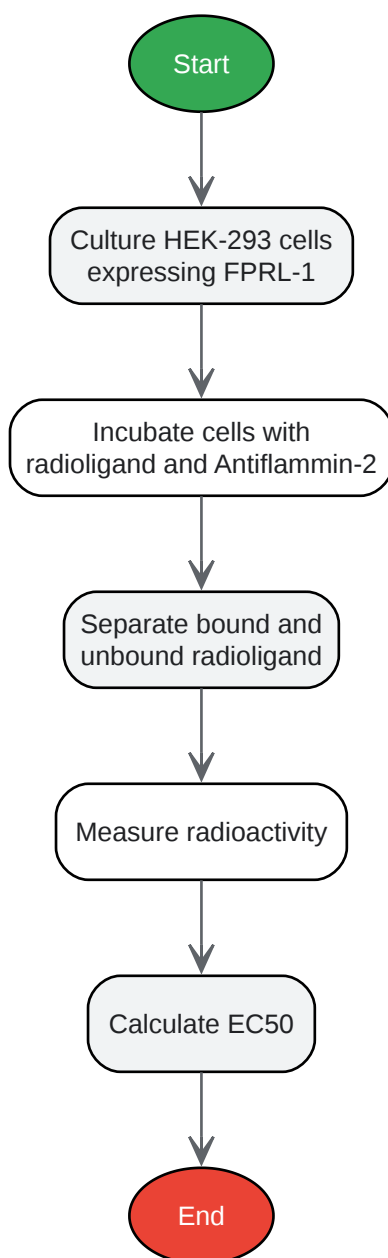 Start
Culture HEK-293 cells
expressing FPRL-1
Incubate cells with
radioligand and Antiflammin-2
Separate bound and
unbound radioligand
Measure radioactivity
Calculate EC50
End